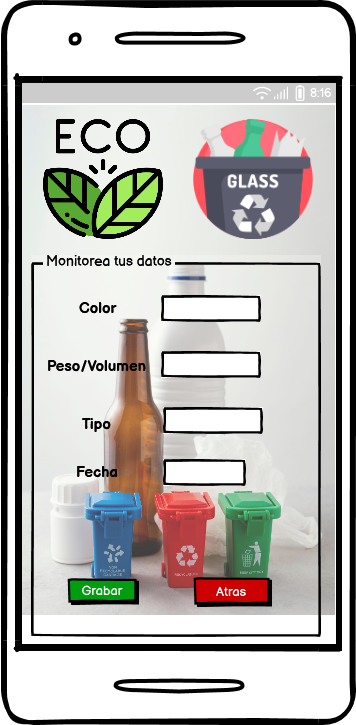 8:16
ECO
GLASS
Monitorea tus datos
Color
Peso/Volumen
Tipo
Fecha
Grabar
Atras